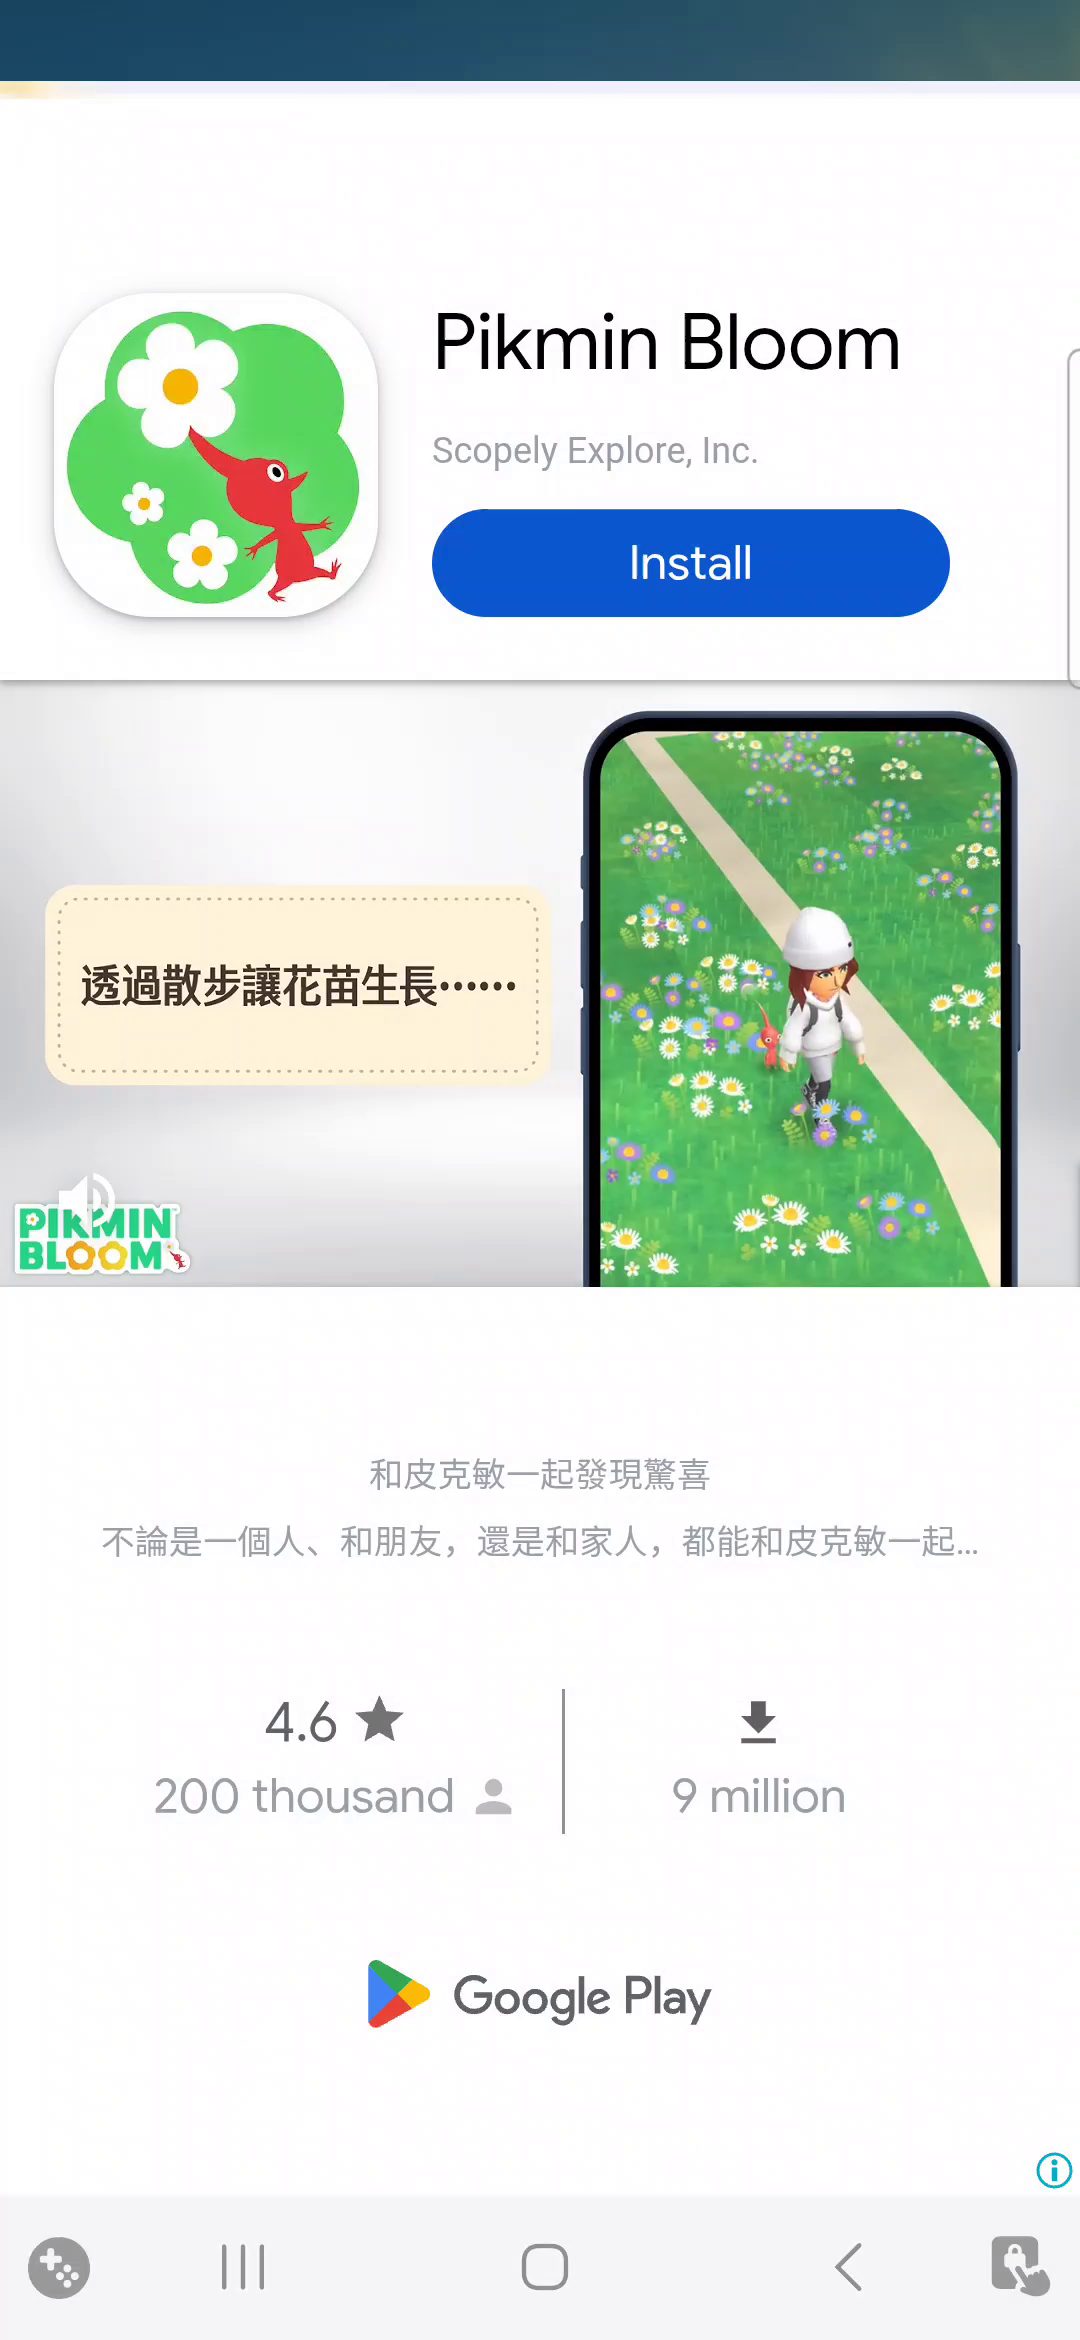 Pikmin Bloom
Scopely Explore, Inc.
Install
透過散步讓花苗生長⋯⋯
PIKMIN
BLOOM
和皮克敏一起發現驚喜
不論是一個人、和朋友，還是和家人，都能和皮克敏一起...
4.6
200 thousand
9 million
Google Play